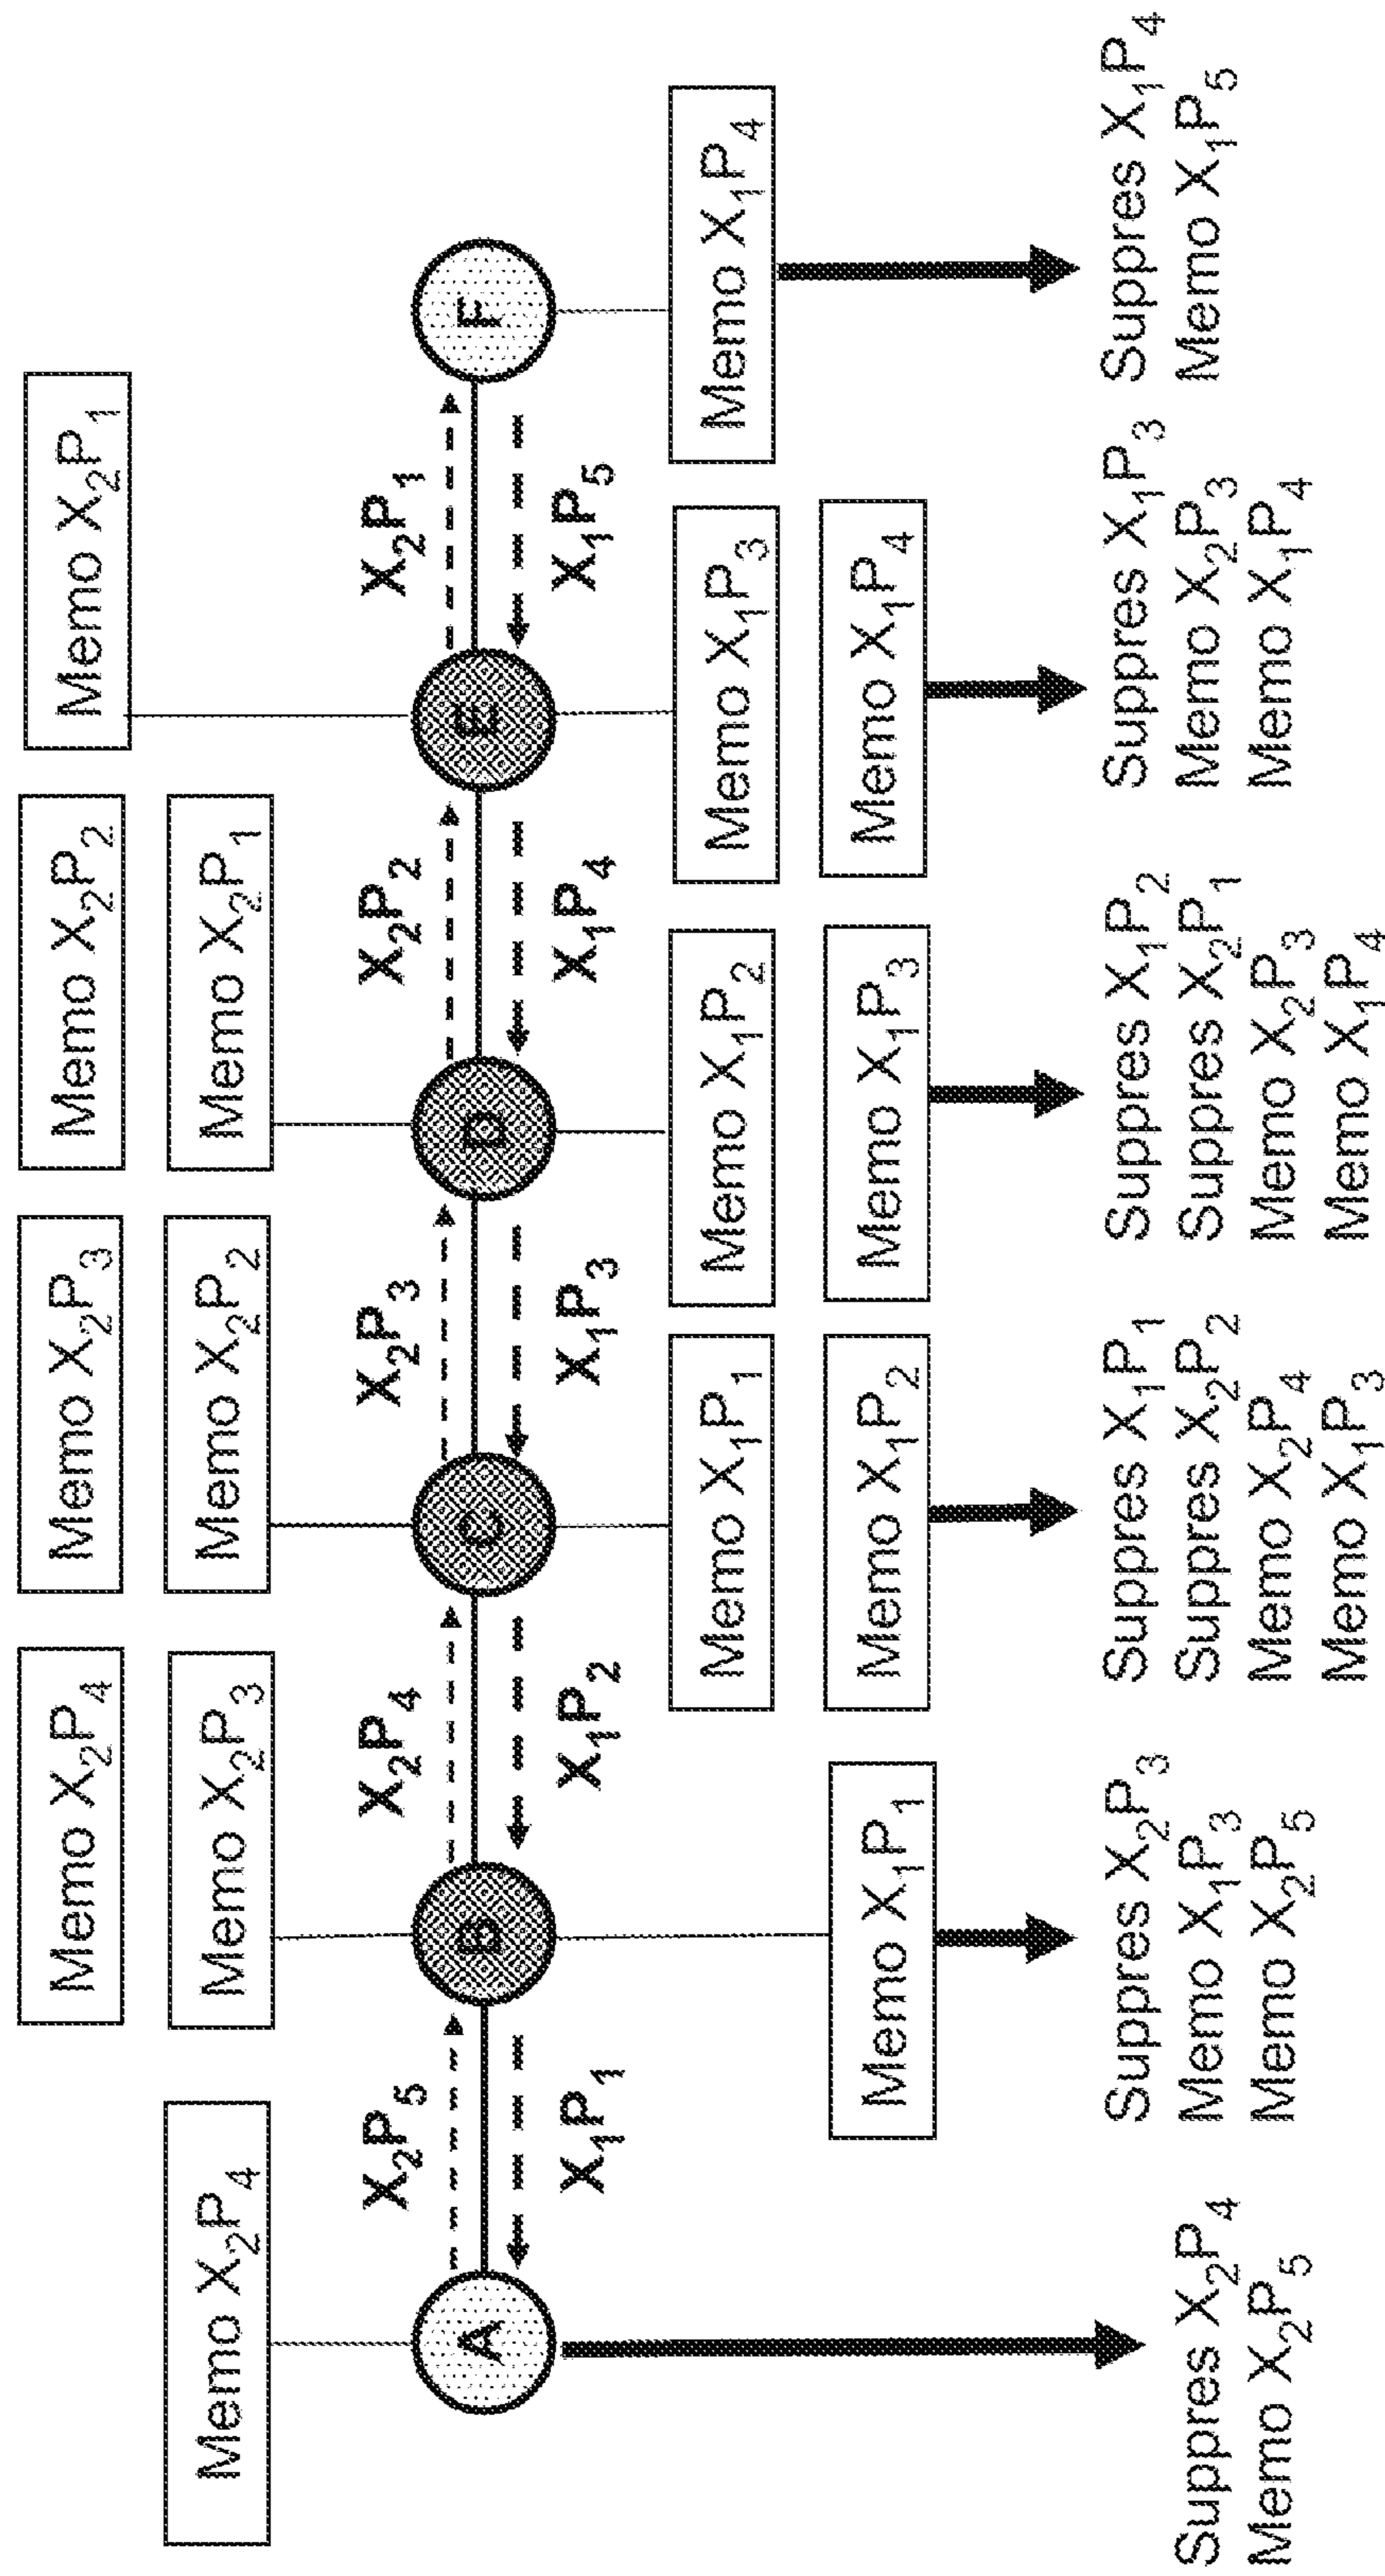 Memo X₂P₄
Memo X₂P₃
Memo X₂P₂
Memo X₂P₁
Memo X₂P₄
Memo X₂P₃
Memo X₂P₂
Memo X₂P₁
X₂P₅
X₂P₄
X₂P₃
X₂P₂
X₂P₁
A
B
C
D
E
F
X₁P₁
X₁P₂
X₁P₃
X₁P₄
X₁P₅
Memo X₁P₁
Memo X₁P₂
Memo X₁P₃
Memo X₁P₄
Memo X₁P₁
Memo X₁P₂
Memo X₁P₃
Memo X₁P₄
Suppres X₂P₄
Memo X₂P₅
Suppres X₂P₃
Memo X₁P₃
Memo X₂P₅
Suppres X₁P₁
Suppres X₂P₂
Memo X₂P₄
Memo X₁P₃
Suppres X₁P₂
Suppres X₂P₁
Memo X₂P₃
Memo X₁P₄
Suppres X₁P₃
Memo X₂P₃
Memo X₁P₄
Suppres X₁P₄
Memo X₁P₅